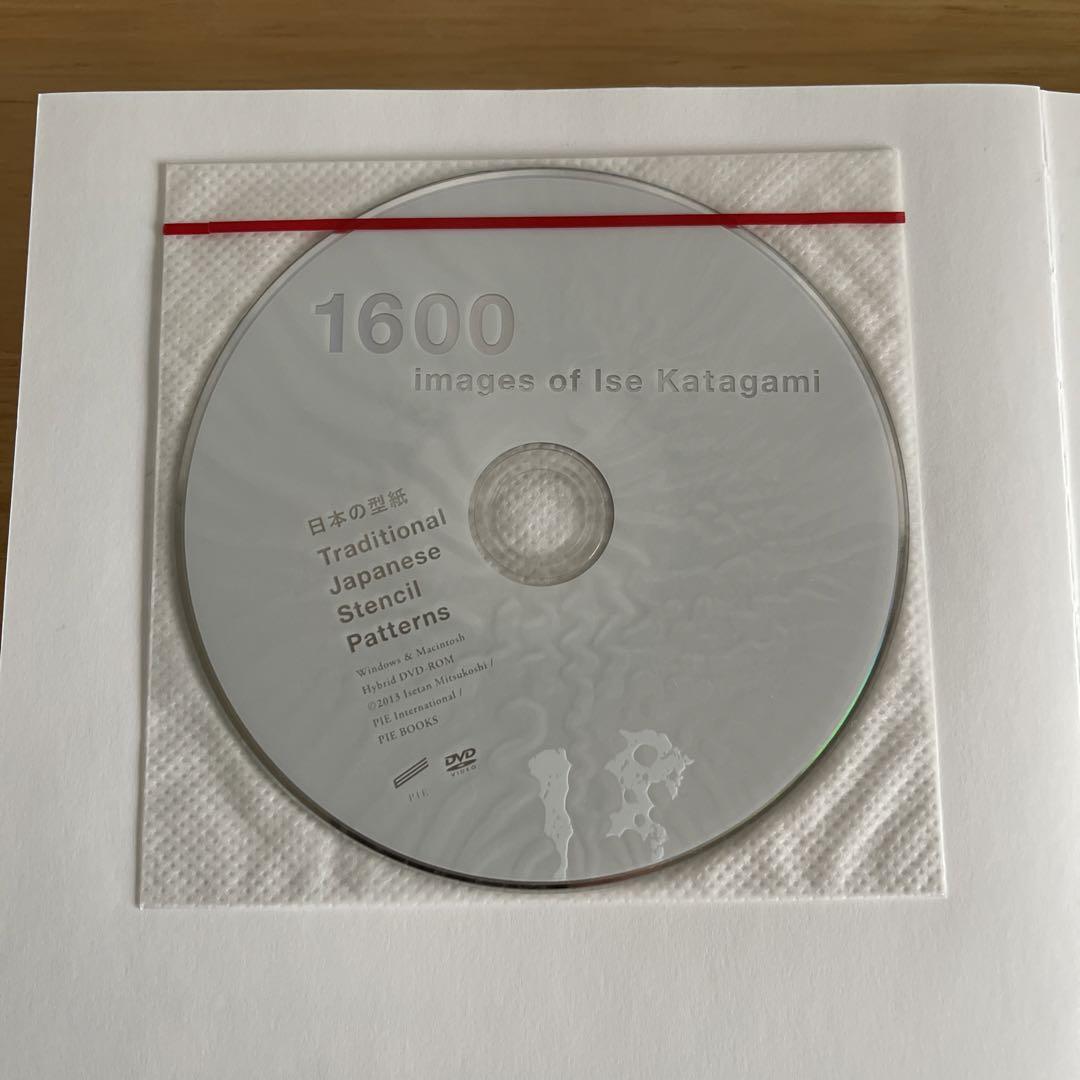 1600
images of Ise Katagami
日本の型紙
Traditional
Japanese
Stencil
Patterns
Windows & Macintosh
Hybrid DVD-ROM
©2013 Isetan Mitsukoshi /
PIE International /
PIE BOOKS
PIE
DVD
VIDEO